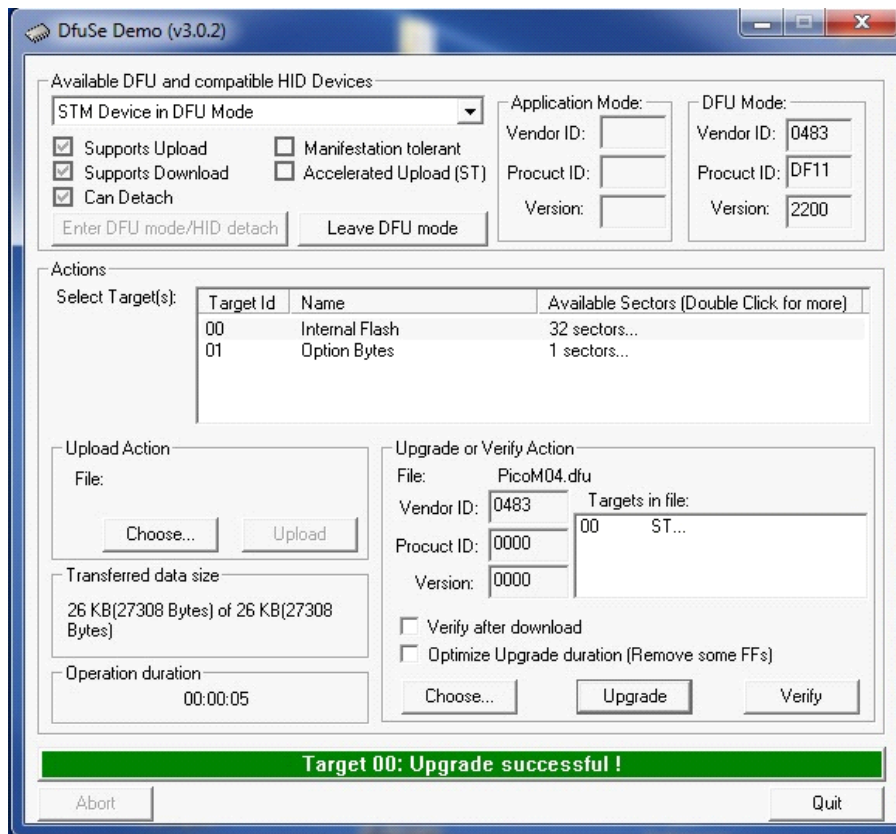 DfuSe Demo (v3.0.2)
Available DFU and compatible HID Devices
STM Device in DFU Mode
Supports Upload
Manifestation tolerant
Supports Download
Accelerated Upload (ST)
Can Detach
Enter DFU mode/HID detach
Leave DFU mode
Application Mode:
Vendor ID:
Procuct ID:
Version:
DFU Mode:
Vendor ID: 0483
Procuct ID: DF11
Version: 2200
Actions
Select Target(s):
Target Id Name Available Sectors (Double Click for more)
00 Internal Flash 32 sectors...
01 Option Bytes 1 sectors...
Upload Action
File:
Choose... Upload
Transferred data size
26 KB(27308 Bytes) of 26 KB(27308
Bytes)
Operation duration
00:00:05
Upgrade or Verify Action
File: PicoM04.dfu
Vendor ID: 0483
Procuct ID: 0000
Version: 0000
Targets in file:
00 ST...
Verify after download
Optimize Upgrade duration (Remove some FFs)
Choose... Upgrade Verify
Target 00: Upgrade successful !
Abort Quit